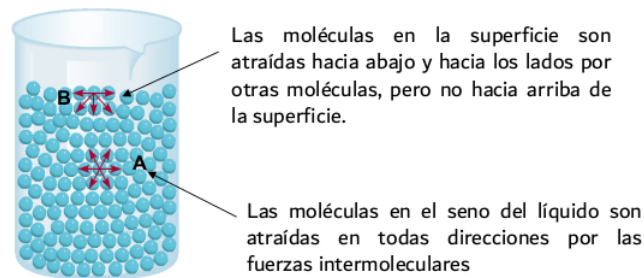 Las moléculas en la superficie son
atraídas hacia abajo y hacia los lados por
otras moléculas, pero no hacia arriba de
la superficie.
B
A
Las moléculas en el seno del líquido son
atraídas en todas direcciones por las
fuerzas intermoleculares